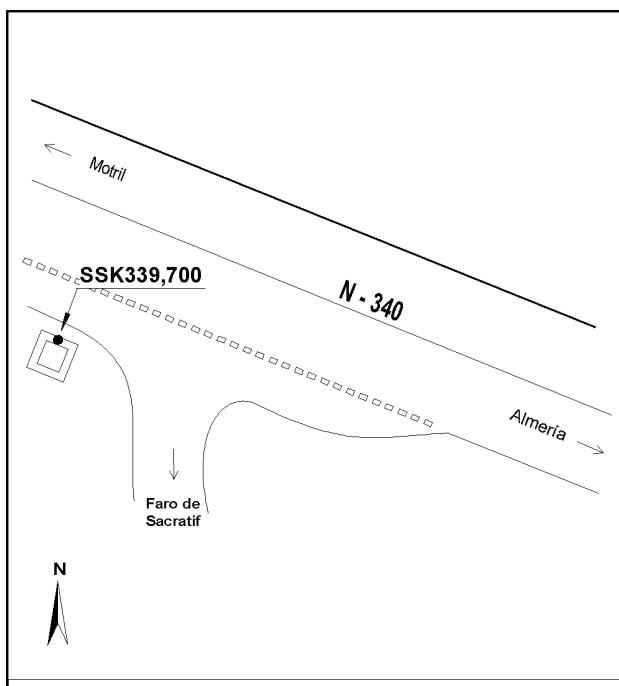 Motril
SSK339,700
N - 340
Almería
Faro de
Sacratif
N